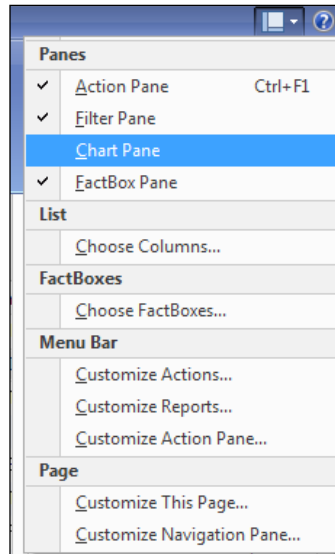 ?
Panes
Action Pane Ctrl+F1
Filter Pane
Chart Pane
FactBox Pane
List
Choose Columns...
FactBoxes
Choose FactBoxes...
Menu Bar
Customize Actions...
Customize Reports...
Customize Action Pane...
Page
Customize This Page...
Customize Navigation Pane...